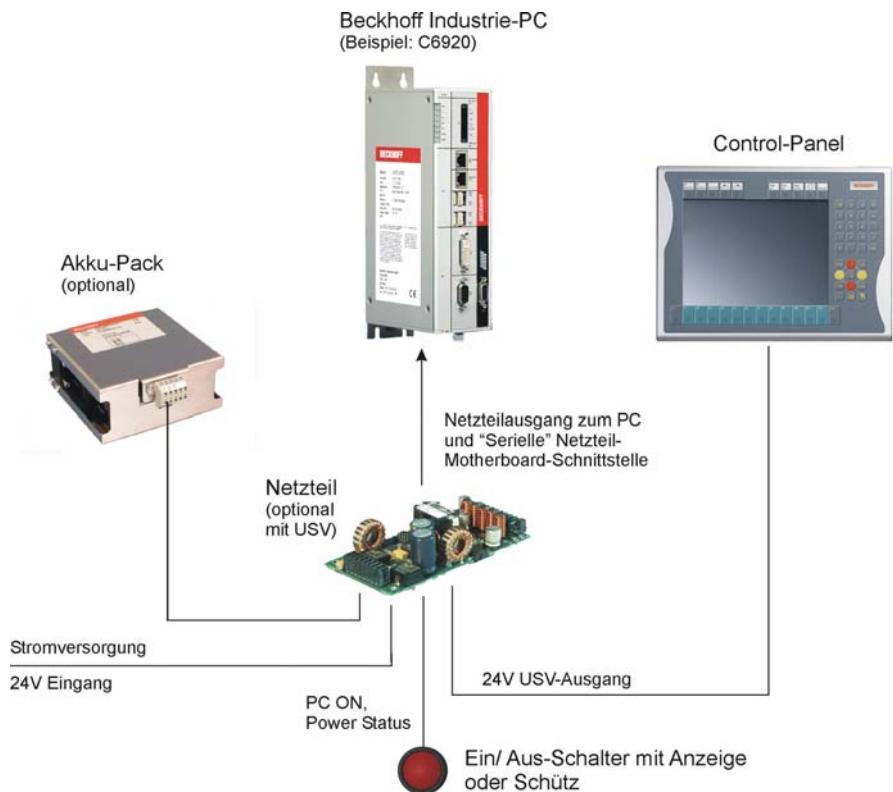 Beckhoff Industrie-PC
(Beispiel: C6920)
Control-Panel
Akku-Pack
(optional)
BECKHOFF
BECKHOFF
Netzteilausgang zum PC
und "Serielle" Netzteil-
Motherboard-Schnittstelle
Netzteil
(optional
mit USV)
Stromversorgung
24V Eingang
24V USV-Ausgang
PC ON,
Power Status
Ein/ Aus-Schalter mit Anzeige
oder Schütz